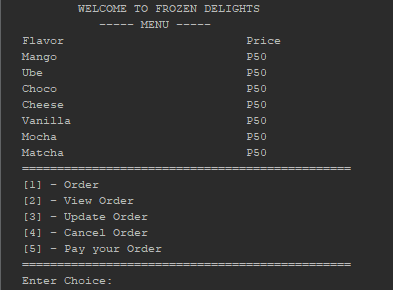 WELCOME TO FROZEN DELIGHTS
----- MENU -----
Flavor Price
Mango P50
Ube P50
Choco P50
Cheese P50
Vanilla P50
Mocha P50
Matcha P50
===============================================
[1] - Order
[2] - View Order
[3] - Update Order
[4] - Cancel Order
[5] - Pay your Order
===============================================
Enter Choice: